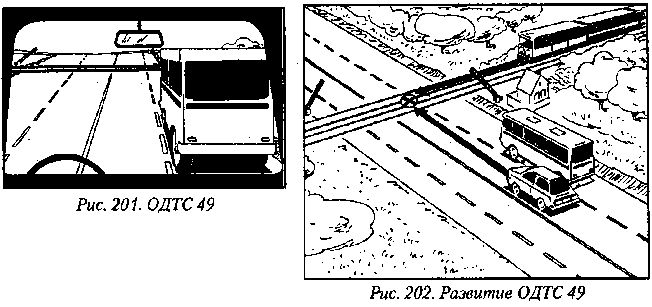 Рис. 201. ОДТС 49
Рис. 202. Развитие ОДТС 49